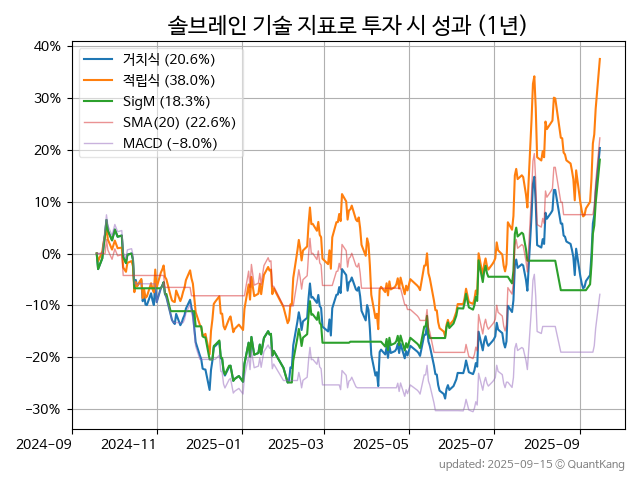 솔브레인 기술 지표로 투자 시 성과 (1년)
40%
30%
20%
10%
0%
−10%
−20%
−30%
거치식 (20.6%)
적립식 (38.0%)
SigM (18.3%)
SMA(20) (22.6%)
MACD (-8.0%)
2024-09 2024-11 2025-01 2025-03 2025-05 2025-07 2025-09
updated: 2025-09-15 © QuantKang